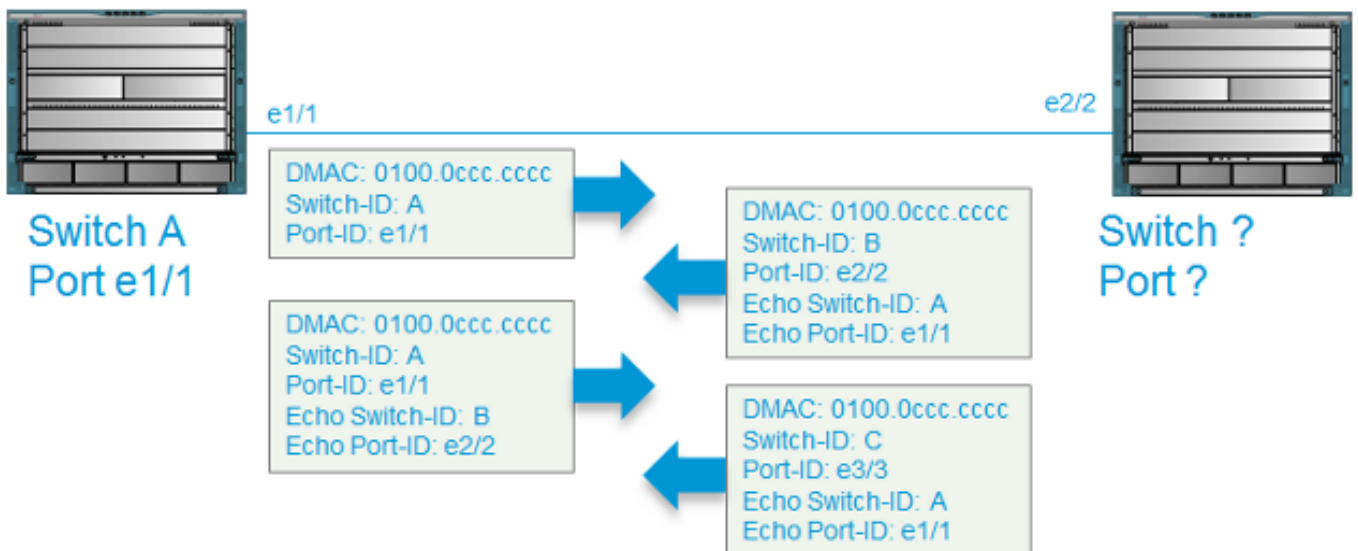 e1/1
e2/2
DMAC: 0100.0ccc.cccc
Switch-ID: A
Port-ID: e1/1
DMAC: 0100.0ccc.cccc
Switch-ID: B
Port-ID: e2/2
Echo Switch-ID: A
Echo Port-ID: e1/1
Switch A
Port e1/1
Switch ?
Port ?
DMAC: 0100.0ccc.cccc
Switch-ID: A
Port-ID: e1/1
Echo Switch-ID: B
Echo Port-ID: e2/2
DMAC: 0100.0ccc.cccc
Switch-ID: C
Port-ID: e3/3
Echo Switch-ID: A
Echo Port-ID: e1/1